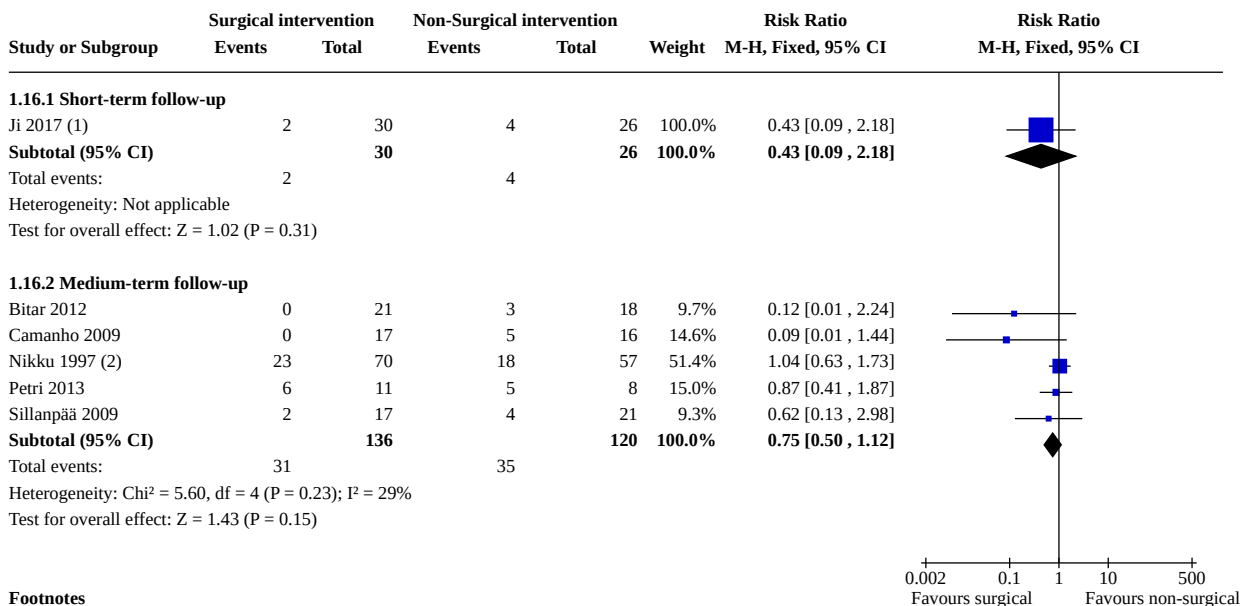 Surgical intervention Non-Surgical intervention Risk Ratio Risk Ratio
Study or Subgroup Events Total Events Total Weight M-H, Fixed, 95% CI M-H, Fixed, 95% CI
1.16.1 Short-term follow-up
Ji 2017 (1) 2 30 4 26 100.0% 0.43 [0.09 , 2.18]
Subtotal (95% CI) 30 26 100.0% 0.43 [0.09 , 2.18]
Total events: 2 4
Heterogeneity: Not applicable
Test for overall effect: Z = 1.02 (P = 0.31)
1.16.2 Medium-term follow-up
Bitar 2012 0 21 3 18 9.7% 0.12 [0.01 , 2.24]
Camanho 2009 0 17 5 16 14.6% 0.09 [0.01 , 1.44]
Nikku 1997 (2) 23 70 18 57 51.4% 1.04 [0.63 , 1.73]
Petri 2013 6 11 5 8 15.0% 0.87 [0.41 , 1.87]
Sillanpää 2009 2 17 4 21 9.3% 0.62 [0.13 , 2.98]
Subtotal (95% CI) 136 120 100.0% 0.75 [0.50 , 1.12]
Total events: 31 35
Heterogeneity: Chi² = 5.60, df = 4 (P = 0.23); I² = 29%
Test for overall effect: Z = 1.43 (P = 0.15)
0.002 0.1 1 10 500
Footnotes Favours surgical Favours non-surgical